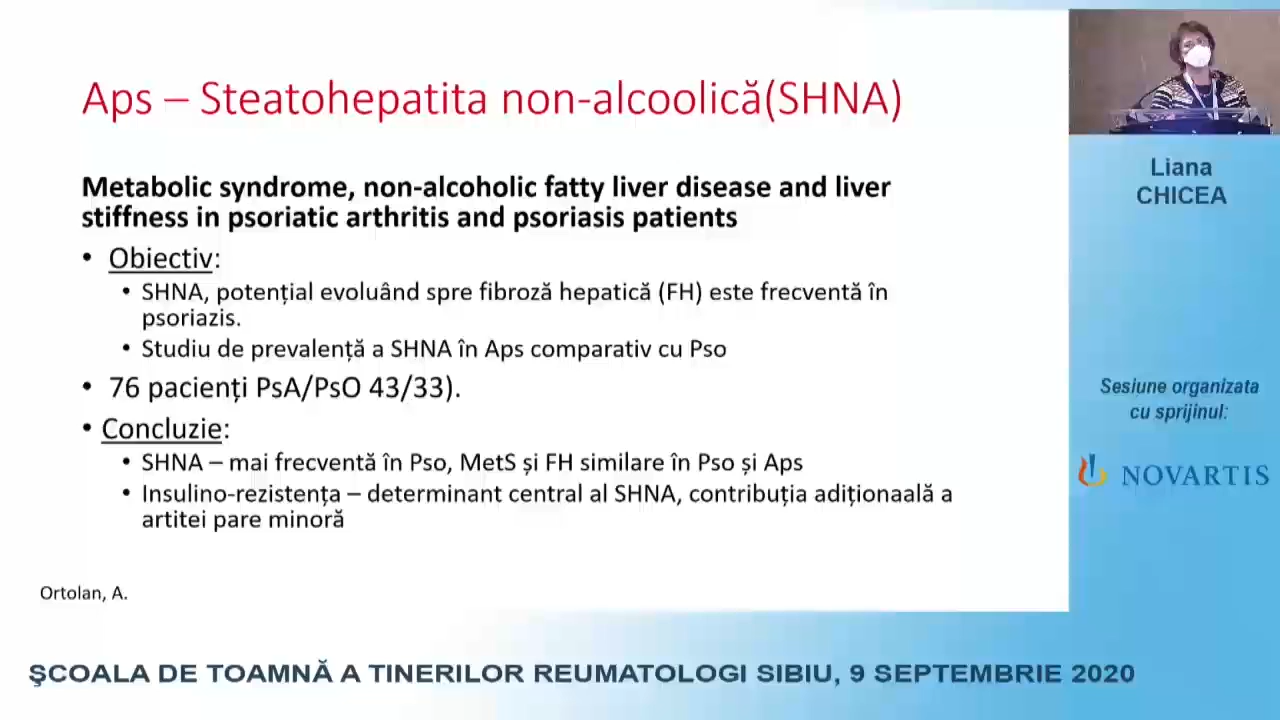 Aps – Steatohepatita non-alcoolică(SHNA)
Metabolic syndrome, non-alcoholic fatty liver disease and liver
stiffness in psoriatic arthritis and psoriasis patients
• Obiectiv:
• SHNA, potențial evoluând spre fibroză hepatică (FH) este frecventă în
psoriazis.
• Studiu de prevalență a SHNA în Aps comparativ cu Pso
• 76 pacienți PsA/PsO 43/33).
• Concluzie:
• SHNA – mai frecventă în Pso, MetS și FH similare în Pso și Aps
• Insulino-rezistența – determinant central al SHNA, contribuția adiționaală a
artitei pare minoră
Ortolan, A.
Liana
CHICEA
Sesiune organizata
cu sprijinul:
NOVARTIS
ŞCOALA DE TOAMNĂ A TINERILOR REUMATOLOGI SIBIU, 9 SEPTEMBRIE 2020